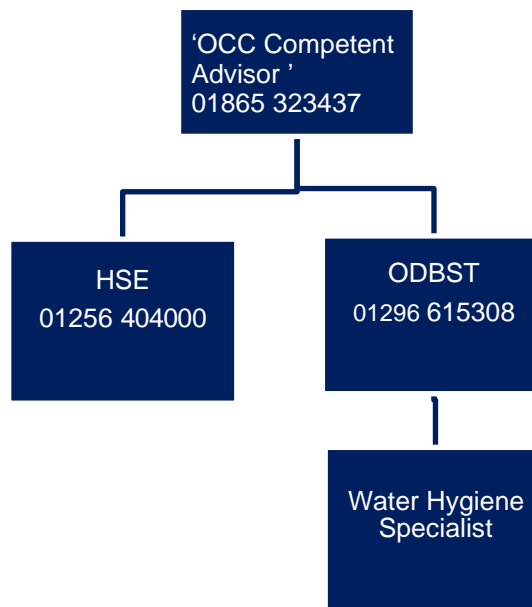 ‘OCC Competent
Advisor ’
01865 323437
HSE
01256 404000
ODBST
01296 615308
Water Hygiene
Specialist